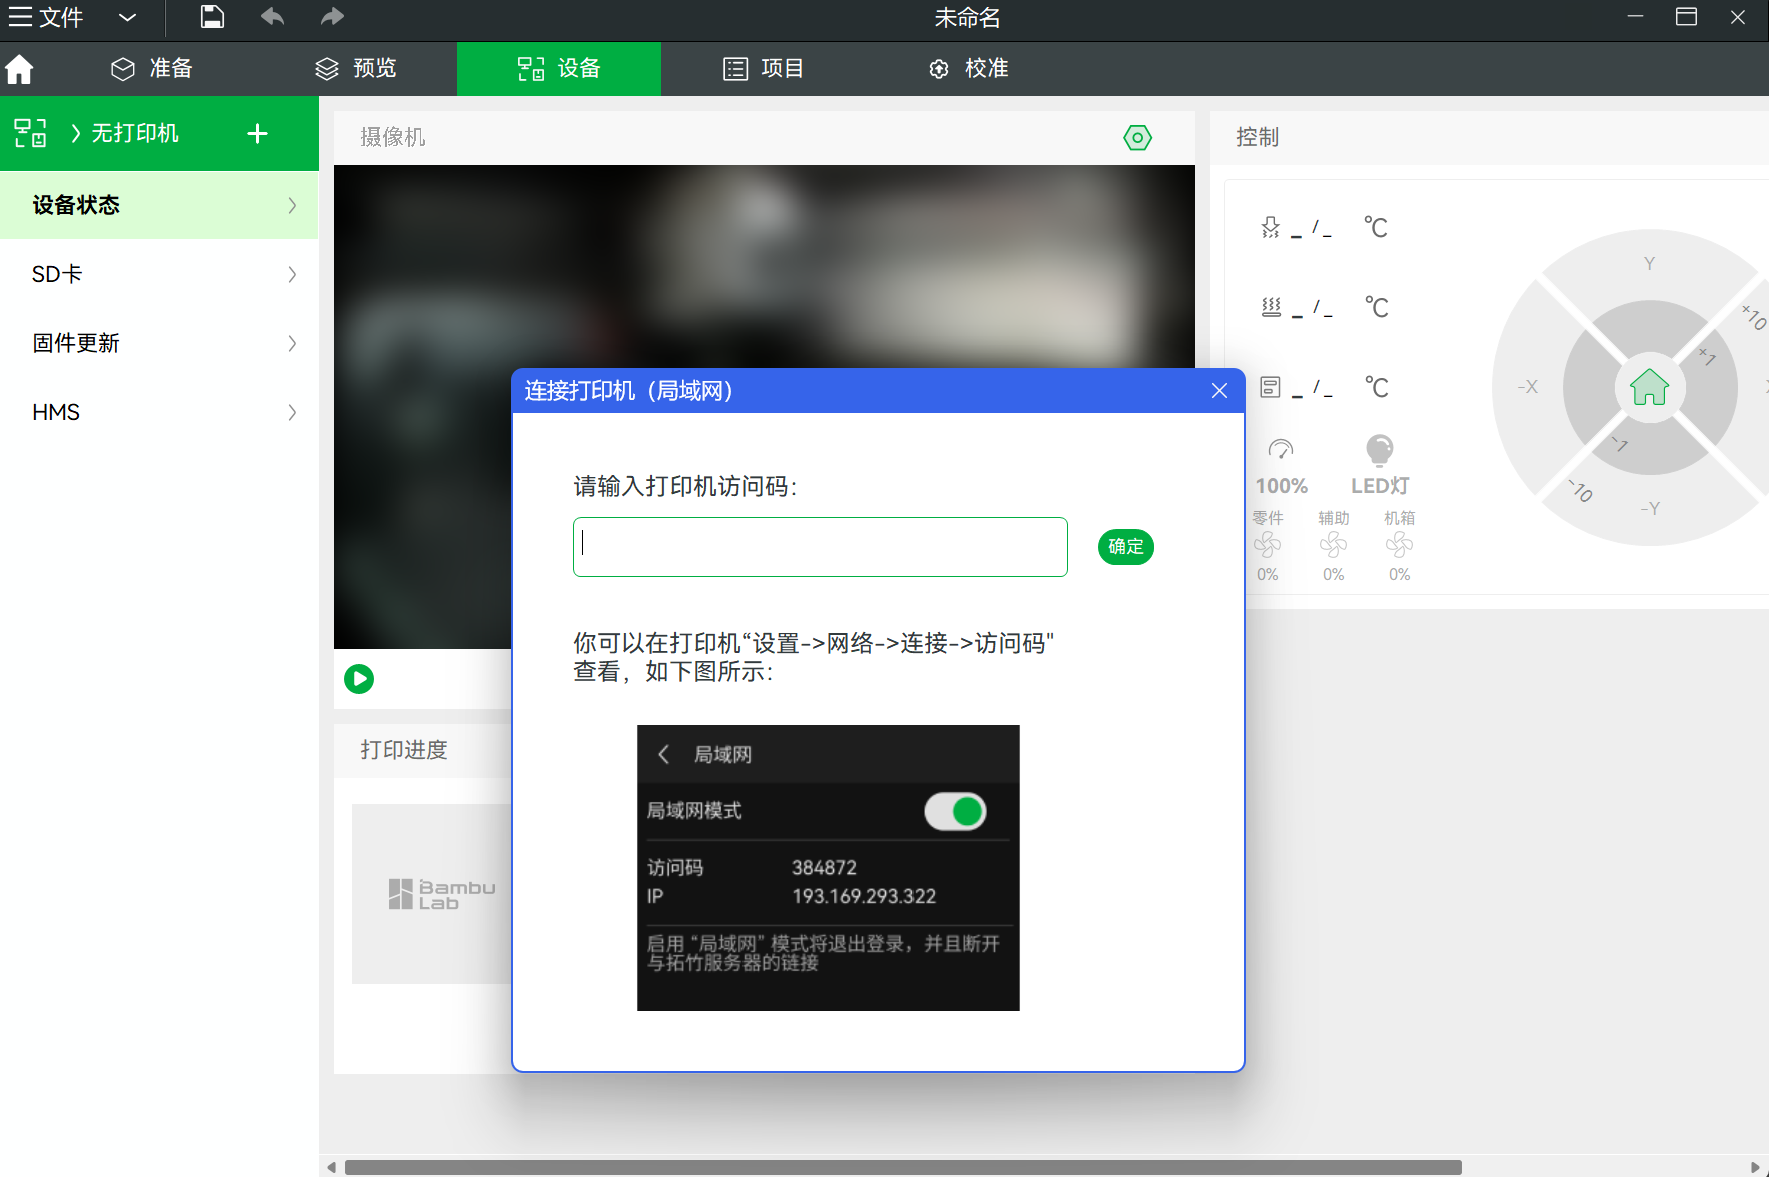 文件
未命名
准备
预览
设备
项目
校准
无打印机
设备状态
SD卡
固件更新
HMS
摄像机
控制
_ /_ ℃
_ /_ ℃
_ /_ ℃
100%
LED灯
零件 辅助 机箱
0% 0% 0%
Y
+10
+1
-X
-1
-10
-Y
连接打印机（局域网）
请输入打印机访问码：
确定
你可以在打印机“设置->网络->连接->访问码"
查看，如下图所示：
局域网
局域网模式
访问码 384872
IP 193.169.293.322
启用 “局域网” 模式将退出登录，并且断开
与拓竹服务器的链接
打印进度
Bambu
Lab